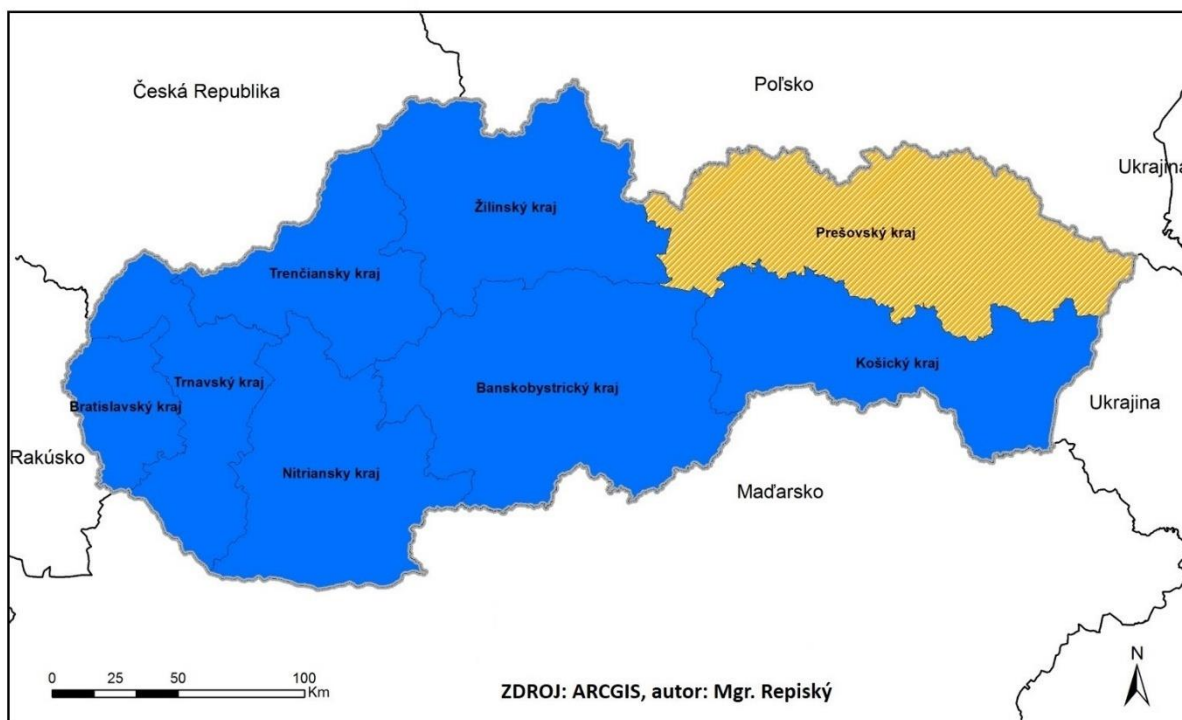 Česká Republika
Poľsko
Ukrajina
Žilinský kraj
Prešovský kraj
Trenčiansky kraj
Košický kraj
Trnavský kraj
Banskobystrický kraj
Bratislavský kraj
Ukrajina
Rakúsko
Nitriansky kraj
Maďarsko
N
0 25 50 100
Km
ZDROJ: ARCGIS, autor: Mgr. Repiský